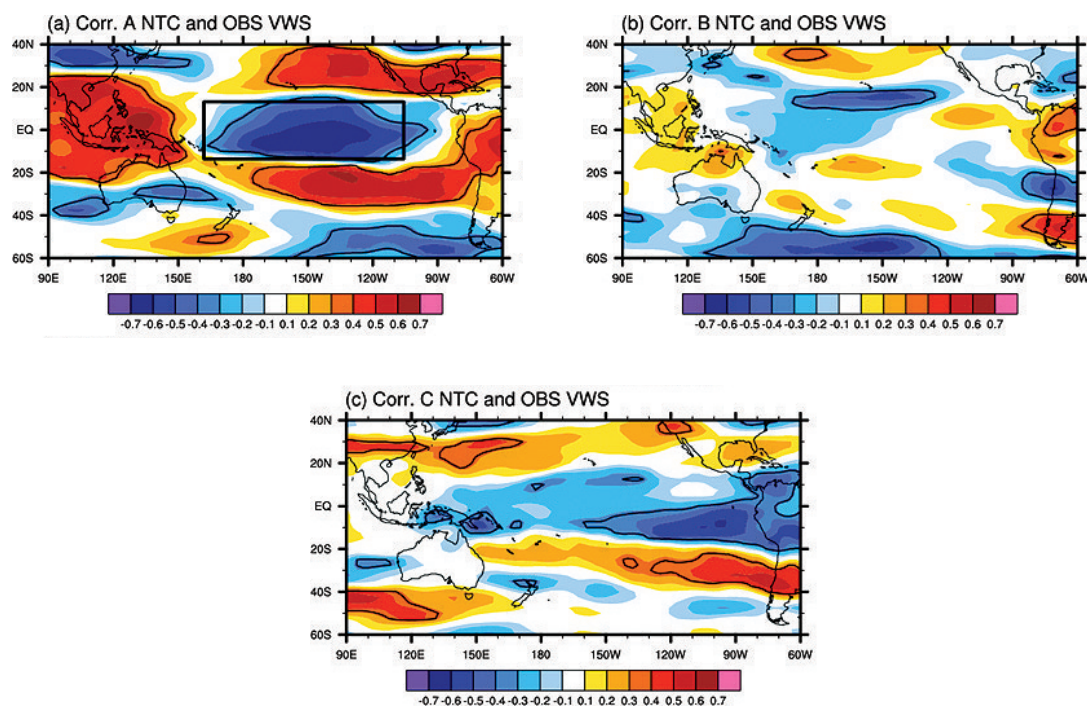 (a) Corr. A NTC and OBS VWS
40N
20N
EQ
20S
40S
60S
90E 120E 150E 180 150W 120W 90W 60W
-0.7 -0.6 -0.5 -0.4 -0.3 -0.2 -0.1 0.1 0.2 0.3 0.4 0.5 0.6 0.7
(b) Corr. B NTC and OBS VWS
40N
20N
EQ
20S
40S
60S
90E 120E 150E 180 150W 120W 90W 60W
-0.7 -0.6 -0.5 -0.4 -0.3 -0.2 -0.1 0.1 0.2 0.3 0.4 0.5 0.6 0.7
(c) Corr. C NTC and OBS VWS
40N
20N
EQ
20S
40S
60S
90E 120E 150E 180 150W 120W 90W 60W
-0.7 -0.6 -0.5 -0.4 -0.3 -0.2 -0.1 0.1 0.2 0.3 0.4 0.5 0.6 0.7